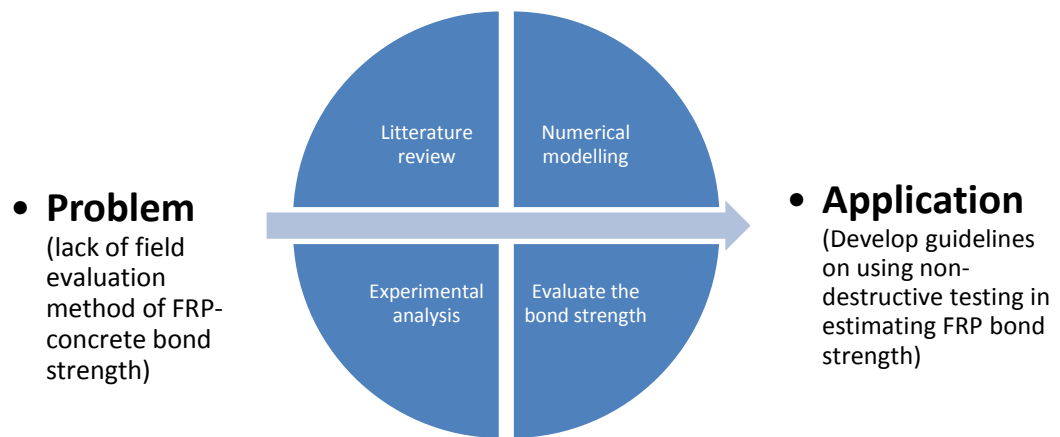 • Problem
(lack of field
evaluation
method of FRP-
concrete bond
strength)
Litterature
review
Numerical
modelling
Experimental
analysis
Evaluate the
bond strength
• Application
(Develop guidelines
on using non-
destructive testing in
estimating FRP bond
strength)